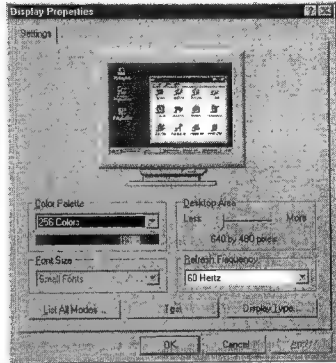 Display Properties
Settings
Color Palette
256 Colors
Desktop Area
Less More
640 by 480 pixels
Font Size
Small Fonts
Refresh Frequency
60 Hertz
List All Modes...
Test
Display Type...
OK
Cancel